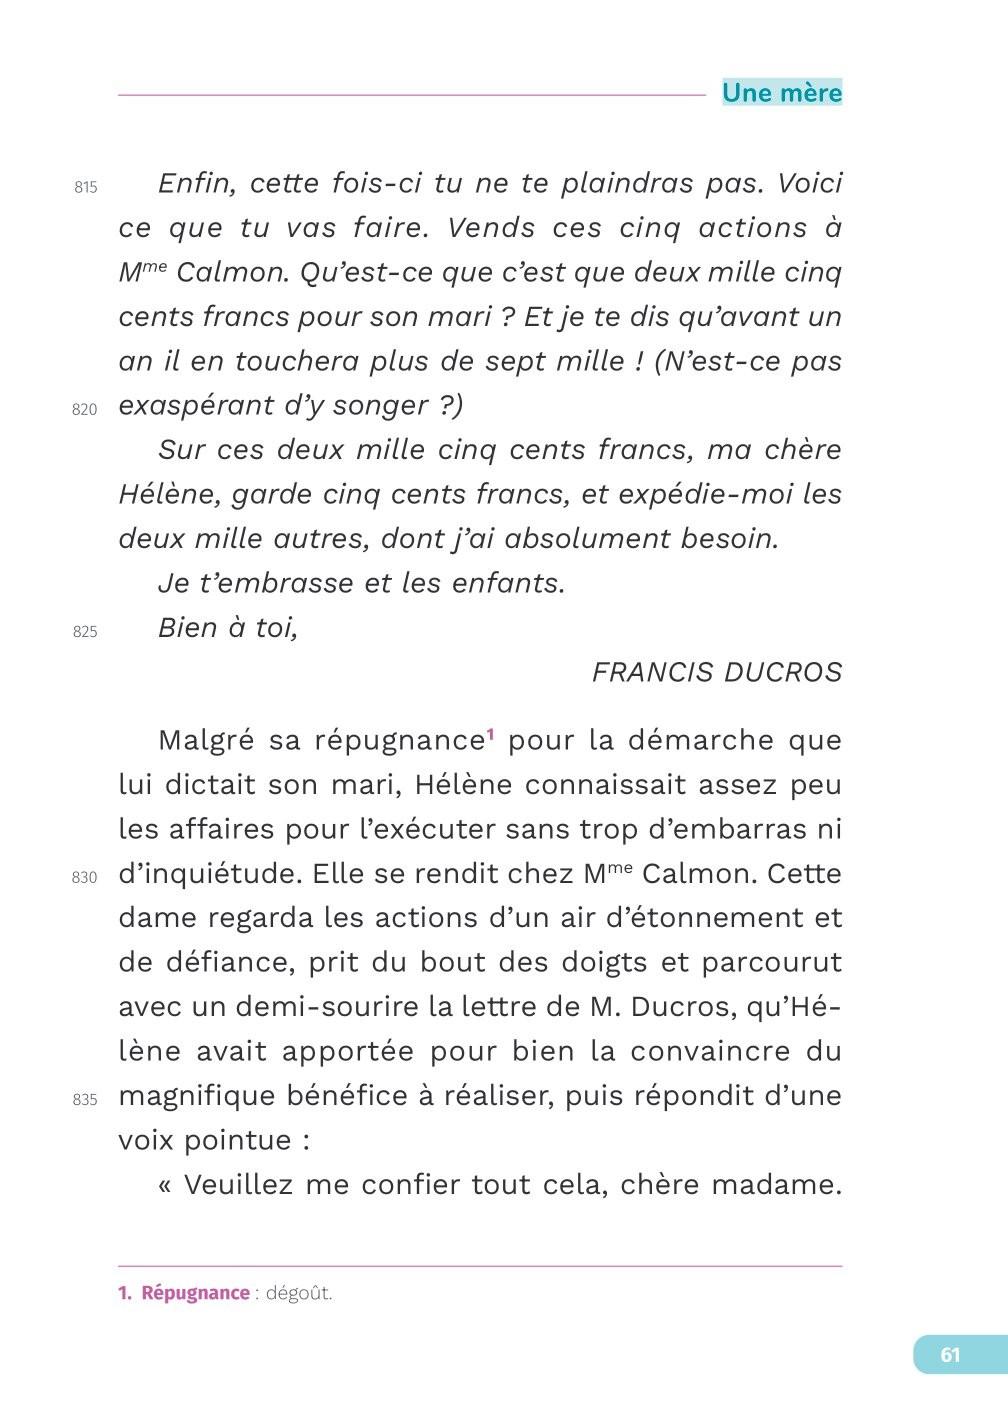 Une mère
815 Enfin, cette fois-ci tu ne te plaindras pas. Voici
ce que tu vas faire. Vends ces cinq actions à
Mme Calmon. Qu’est-ce que c’est que deux mille cinq
cents francs pour son mari ? Et je te dis qu’avant un
an il en touchera plus de sept mille ! (N’est-ce pas
820 exaspérant d’y songer ?)
Sur ces deux mille cinq cents francs, ma chère
Hélène, garde cinq cents francs, et expédie-moi les
deux mille autres, dont j’ai absolument besoin.
Je t’embrasse et les enfants.
825 Bien à toi,
FRANCIS DUCROS
Malgré sa répugnance1 pour la démarche que
lui dictait son mari, Hélène connaissait assez peu
les affaires pour l’exécuter sans trop d’embarras ni
830 d’inquiétude. Elle se rendit chez Mme Calmon. Cette
dame regarda les actions d’un air d’étonnement et
de défiance, prit du bout des doigts et parcourut
avec un demi-sourire la lettre de M. Ducros, qu’Hé-
lène avait apportée pour bien la convaincre du
835 magnifique bénéfice à réaliser, puis répondit d’une
voix pointue :
« Veuillez me confier tout cela, chère madame.
1. Répugnance : dégoût.
61